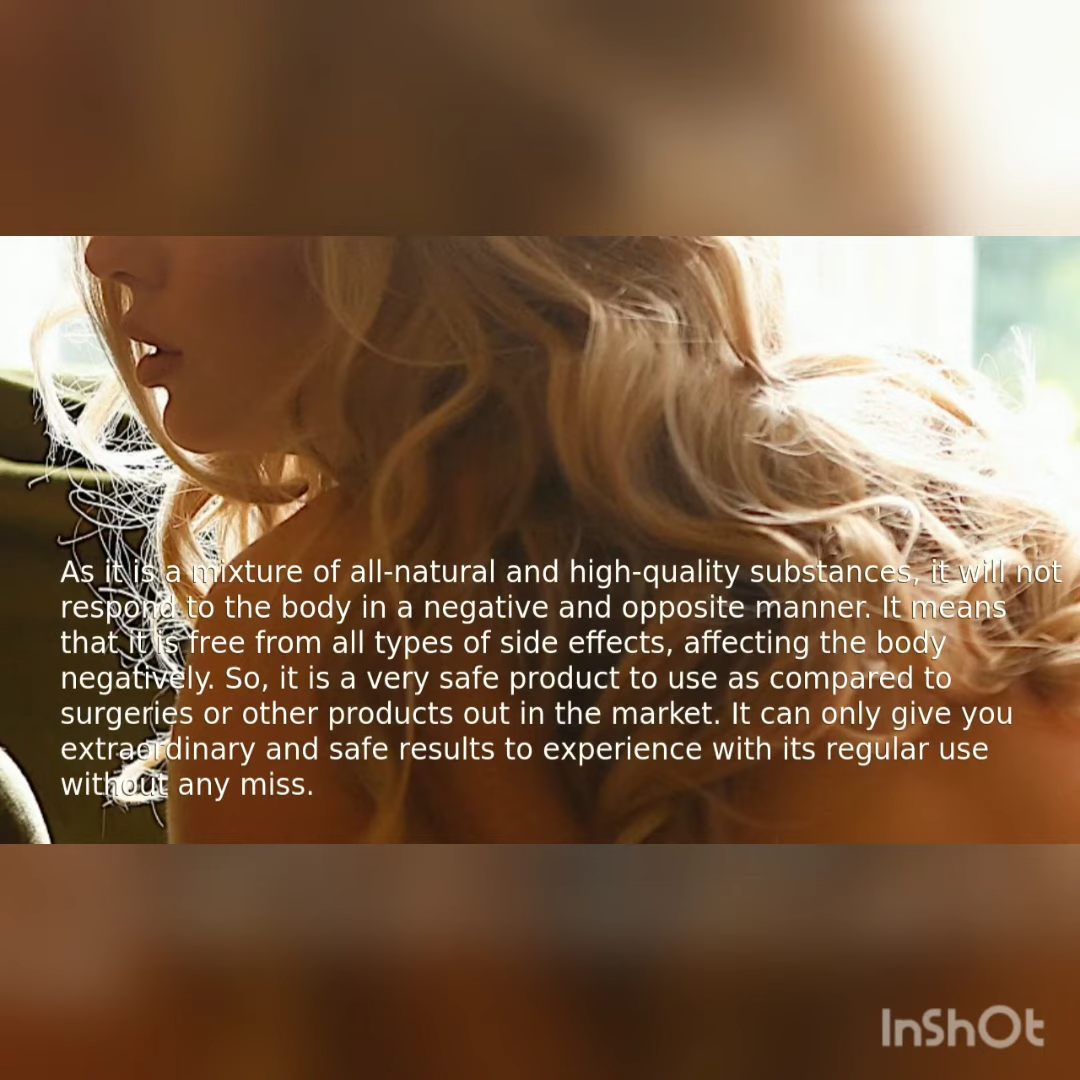 As it is a mixture of all-natural and high-quality substances, it will not
respond to the body in a negative and opposite manner. It means
that it is free from all types of side effects, affecting the body
negatively. So, it is a very safe product to use as compared to
surgeries or other products out in the market. It can only give you
extraordinary and safe results to experience with its regular use
without any miss.
InShOt